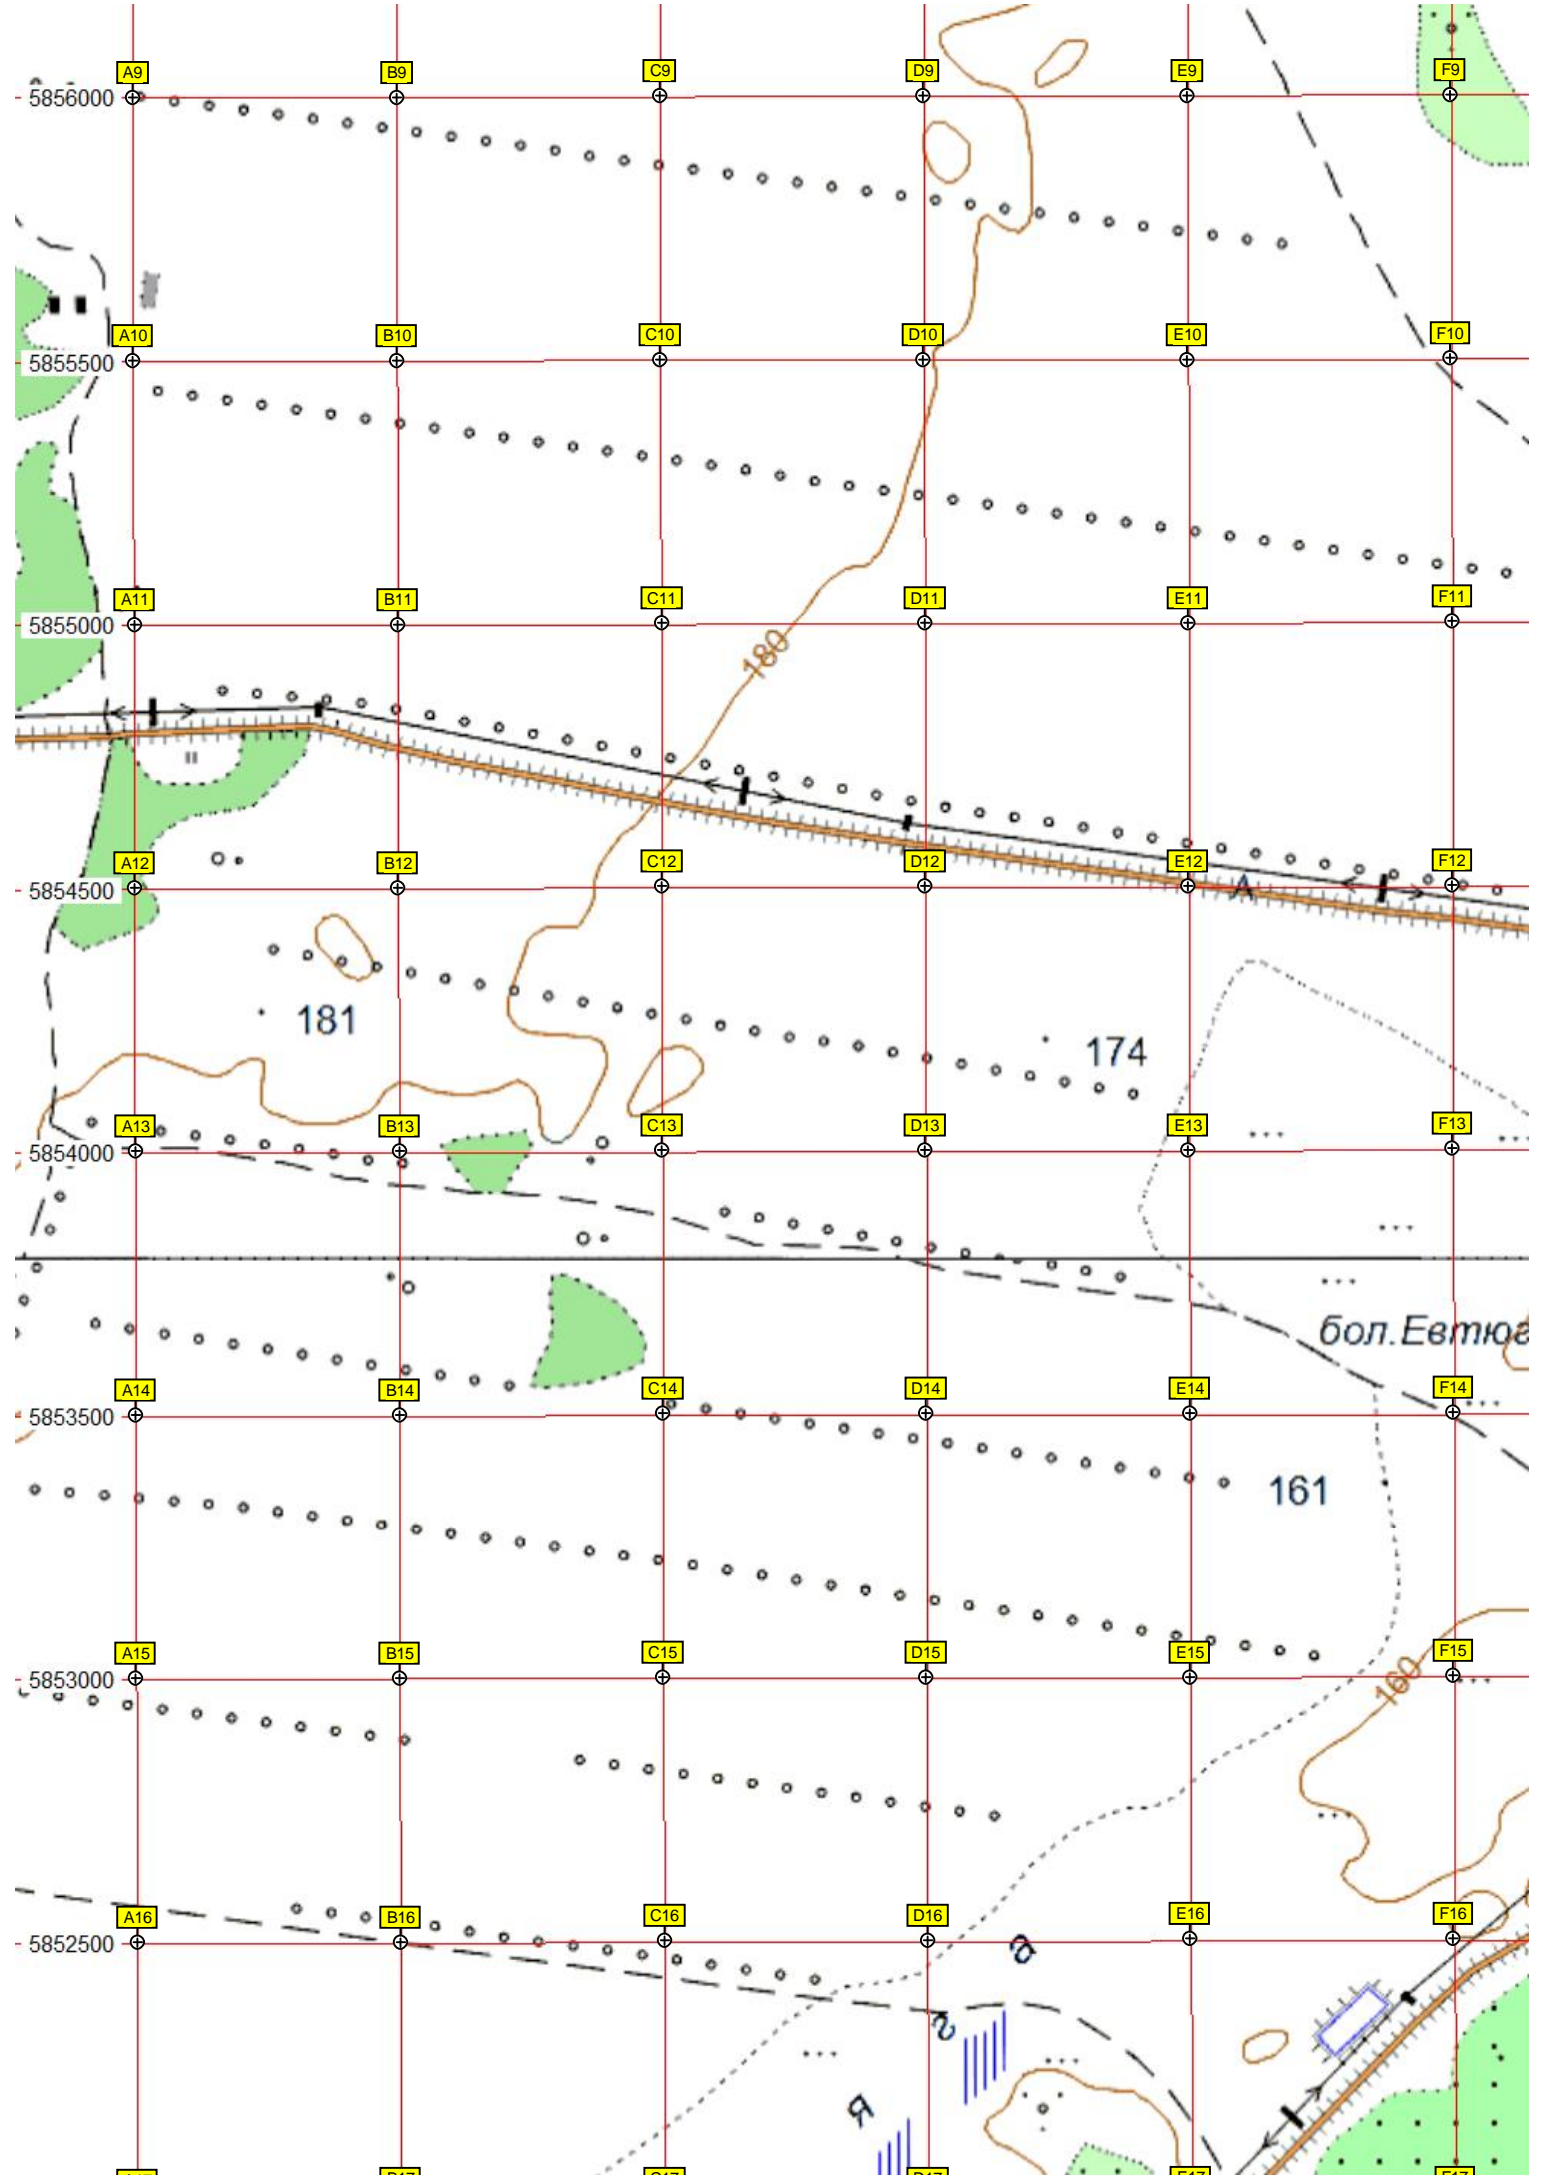 A9 B9 C9 D9 E9 F9
5856000
A10 B10 C10 D10 E10 F10
5855500
A11 B11 C11 D11 E11 F11
5855000
180
A12 B12 C12 D12 E12 F12
5854500
А
181
174
A13 B13 C13 D13 E13 F13
5854000
бол.Евтюг
A14 B14 C14 D14 E14 F14
5853500
161
A15 B15 C15 D15 E15 F15
5853000
160
A16 B16 C16 D16 E16 F16
5852500